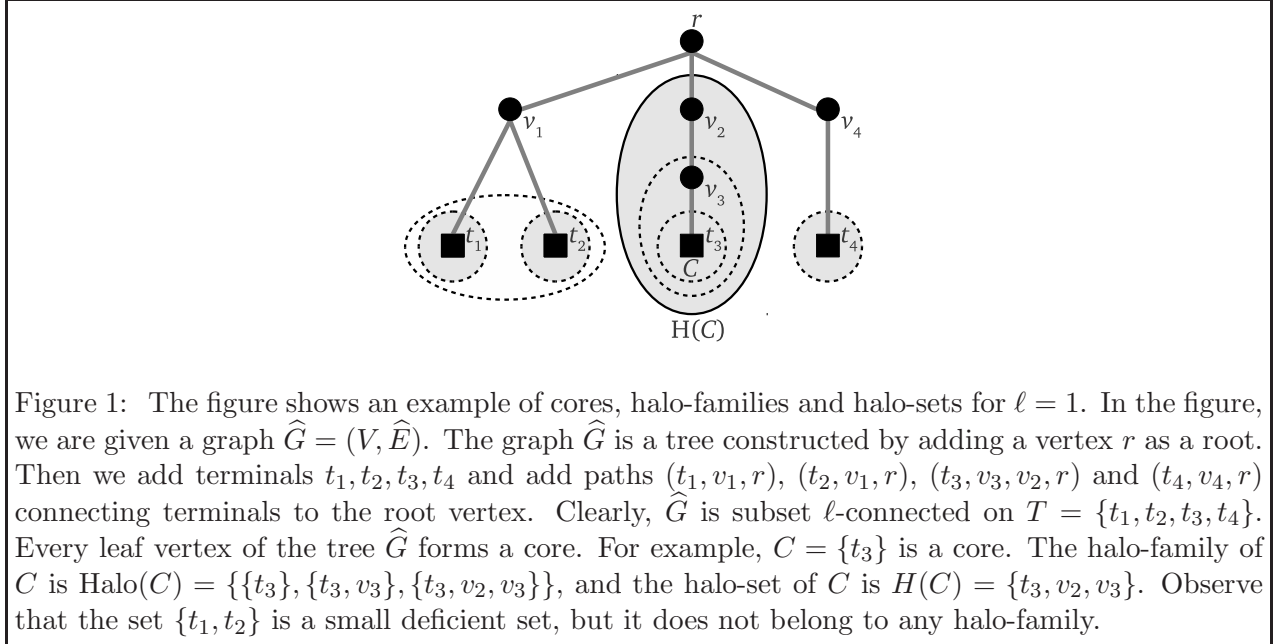 r
v₁ v₂ v₄
v₃
t₁ t₂ t₃ t₄
C
H(C)
Figure 1: The figure shows an example of cores, halo-families and halo-sets for ℓ = 1. In the figure,
we are given a graph Ĝ = (V, Ê). The graph Ĝ is a tree constructed by adding a vertex r as a root.
Then we add terminals t₁, t₂, t₃, t₄ and add paths (t₁, v₁, r), (t₂, v₁, r), (t₃, v₃, v₂, r) and (t₄, v₄, r)
connecting terminals to the root vertex. Clearly, Ĝ is subset ℓ-connected on T = {t₁, t₂, t₃, t₄}.
Every leaf vertex of the tree Ĝ forms a core. For example, C = {t₃} is a core. The halo-family of
C is Halo(C) = {{t₃}, {t₃, v₃}, {t₃, v₂, v₃}}, and the halo-set of C is H(C) = {t₃, v₂, v₃}. Observe
that the set {t₁, t₂} is a small deficient set, but it does not belong to any halo-family.